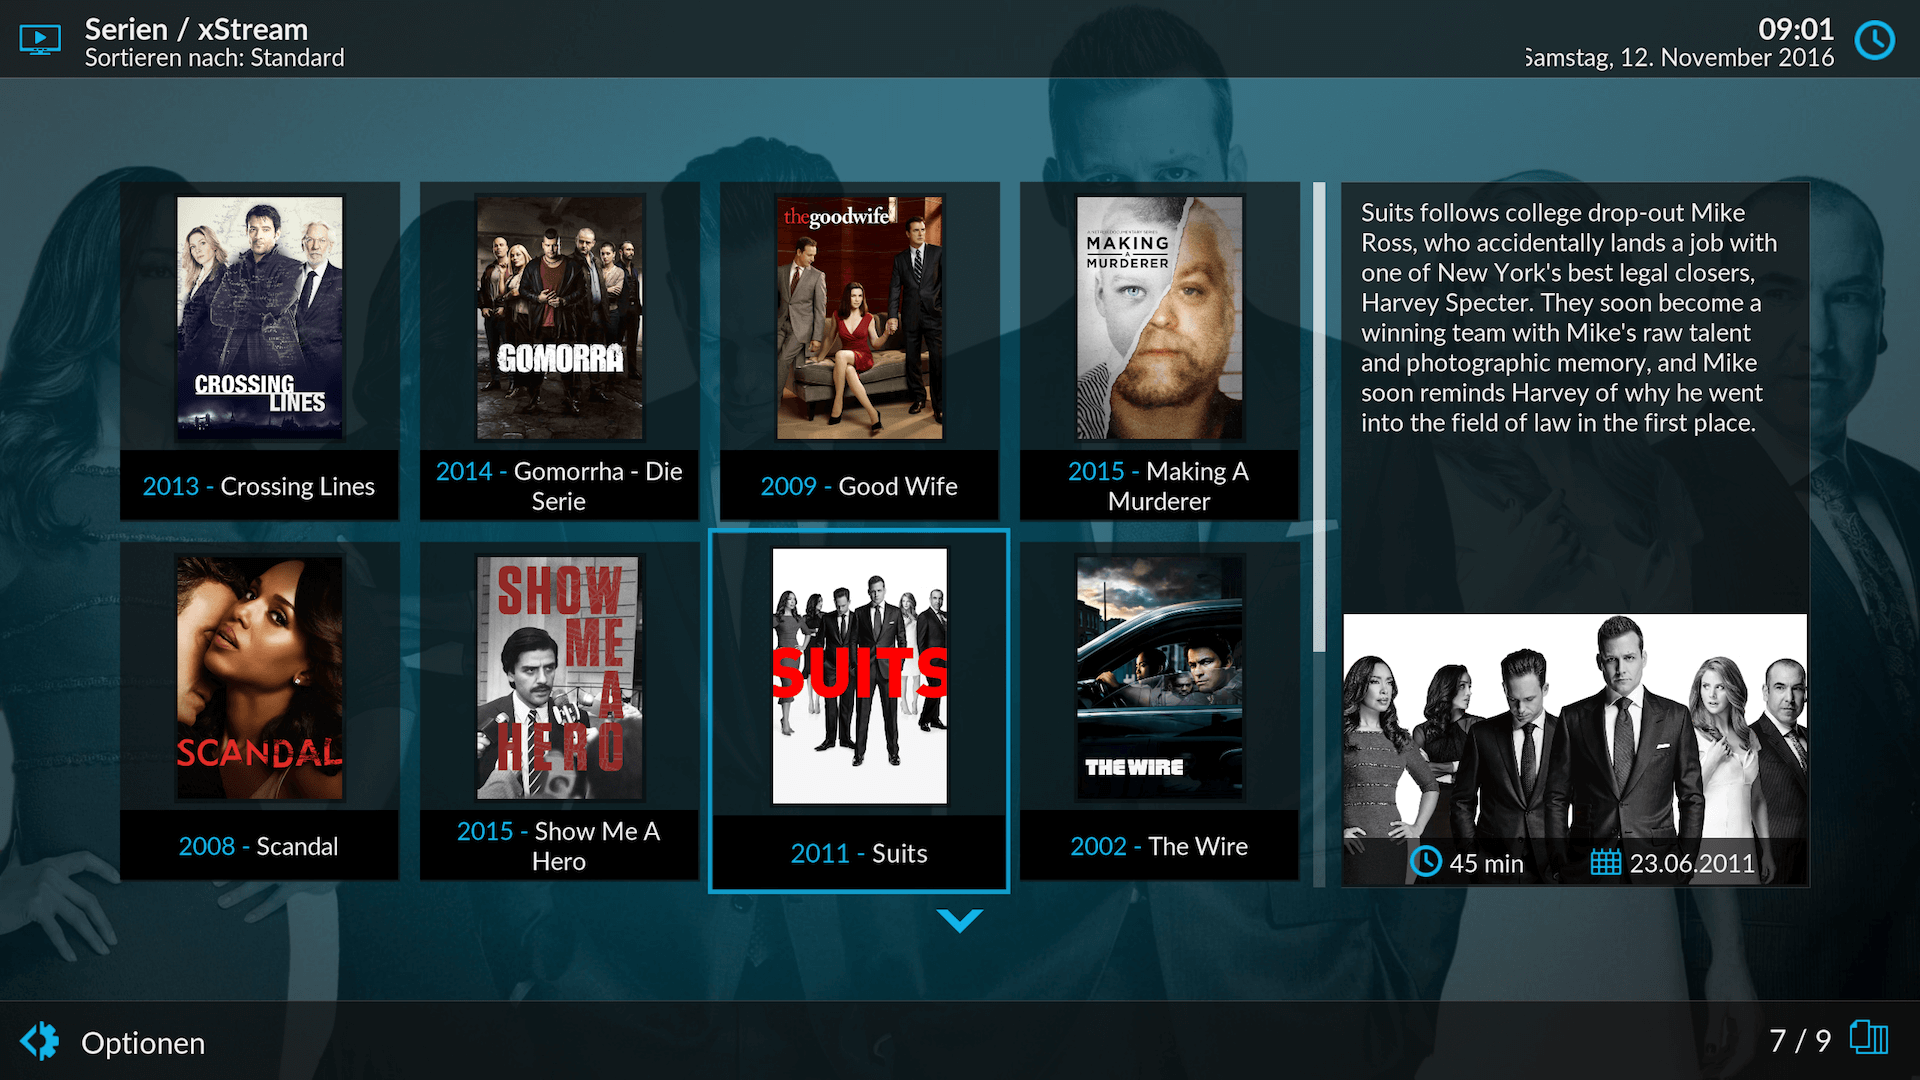 Serien / xStream
Sortieren nach: Standard
09:01
Samstag, 12. November 2016
thegoodwife
A NETFLIX DOCUMENTARY SERIES
MAKING
A
MURDERER
GOMORRA
CROSSING
LINES
2013 - Crossing Lines
2014 - Gomorrha - Die
Serie
2009 - Good Wife
2015 - Making A
Murderer
SCANDAL
SHOW
ME
A
HERO
SUITS
THE WIRE
2008 - Scandal
2015 - Show Me A
Hero
2011 - Suits
2002 - The Wire
Suits follows college drop-out Mike
Ross, who accidentally lands a job with
one of New York's best legal closers,
Harvey Specter. They soon become a
winning team with Mike's raw talent
and photographic memory, and Mike
soon reminds Harvey of why he went
into the field of law in the first place.
45 min
23.06.2011
Optionen
7 / 9